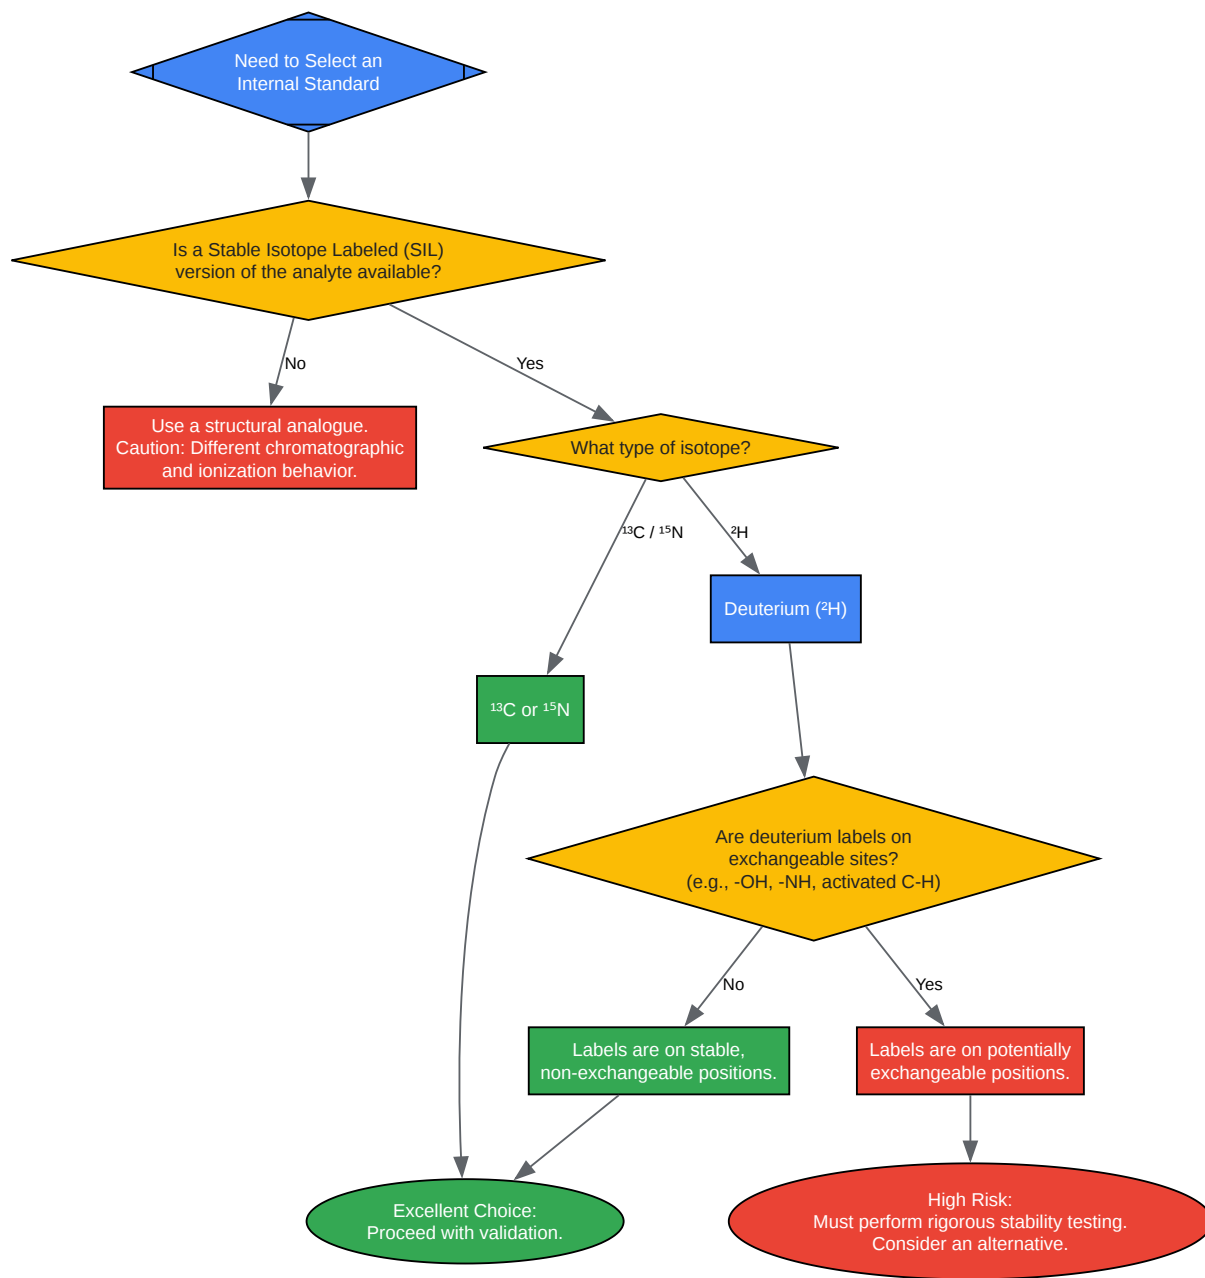 Need to Select an
Internal Standard
Is a Stable Isotope Labeled (SIL)
version of the analyte available?
No
Yes
Use a structural analogue.
Caution: Different chromatographic
and ionization behavior.
What type of isotope?
¹³C / ¹⁵N
²H
Deuterium (²H)
¹³C or ¹⁵N
Are deuterium labels on
exchangeable sites?
(e.g., -OH, -NH, activated C-H)
No
Yes
Labels are on stable,
non-exchangeable positions.
Labels are on potentially
exchangeable positions.
Excellent Choice:
Proceed with validation.
High Risk:
Must perform rigorous stability testing.
Consider an alternative.